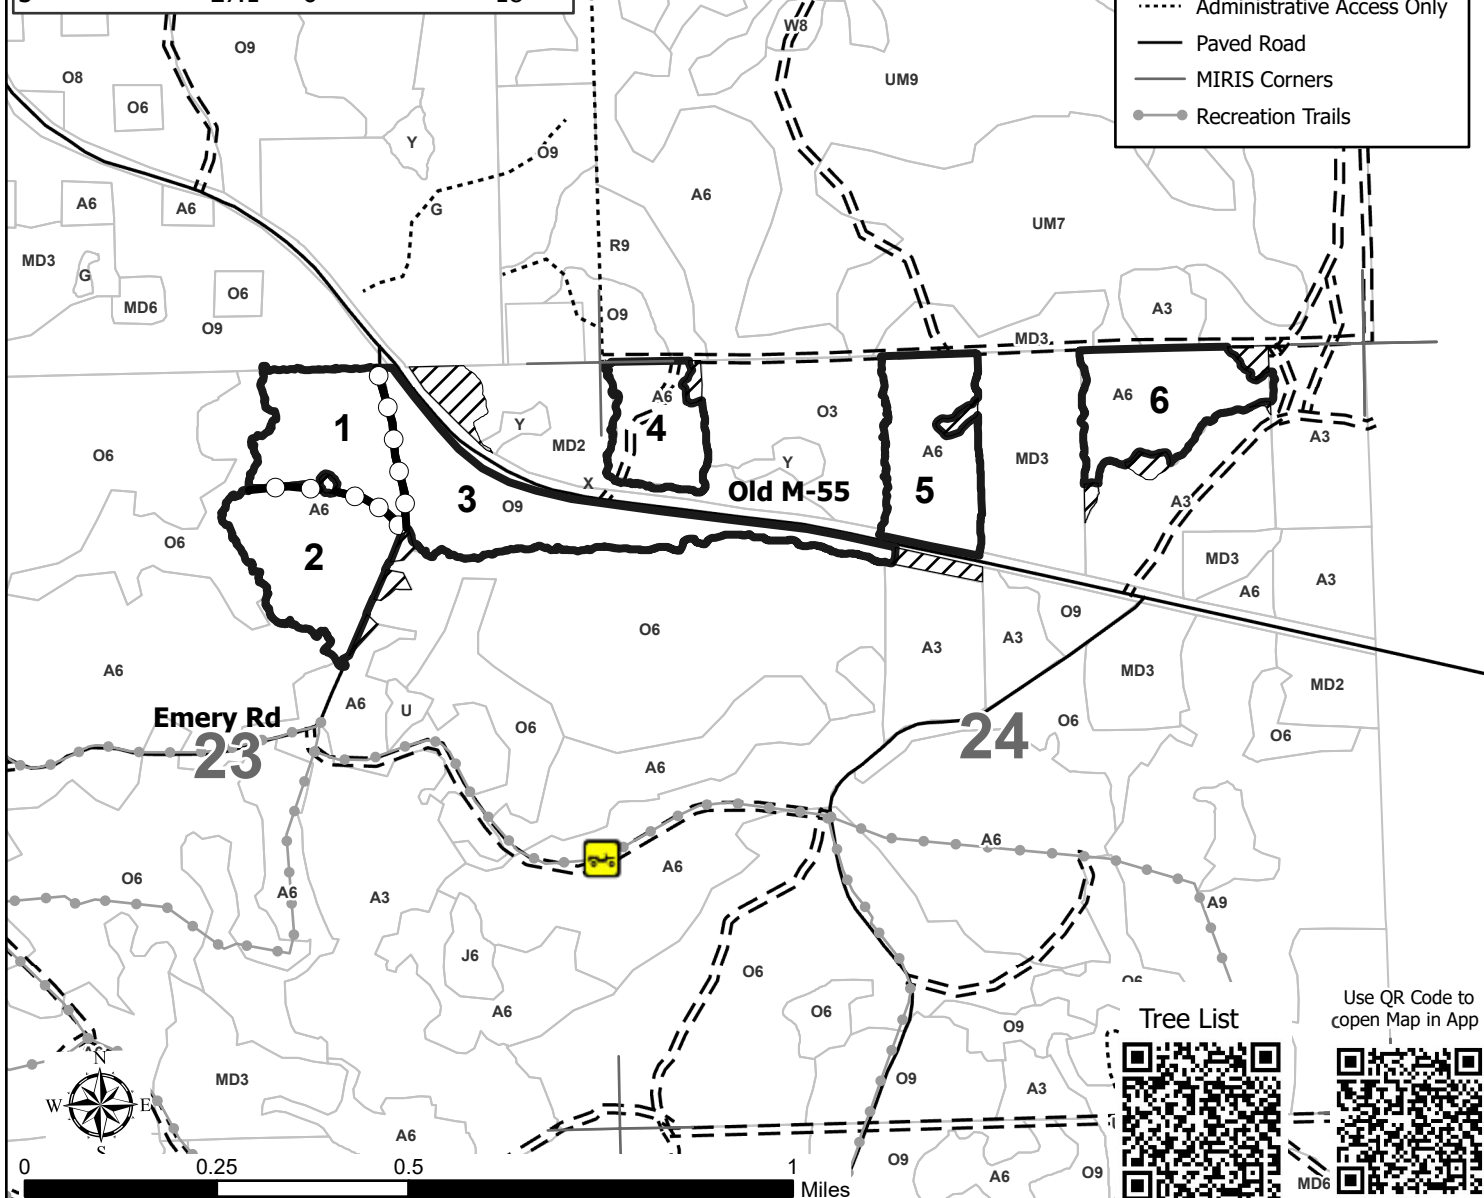 Administrative Access Only
Paved Road
MIRIS Corners
Recreation Trails
W8
O9
O8
UM9
O6
Y
O9
A6
A6
A6
G
UM7
R9
MD3
G
O6
MD6
A3
O9
O9
MD3
A6
A6
1
4
O3
6
Y
MD2
A6
MD3
A3
O6
Y
X
Old M-55
5
3
O9
A6
A3
O6
2
MD3
A3
A6
O9
O6
A3
A3
A6
MD3
MD2
A6
U
Emery Rd
O6
O6
24
O6
23
A6
A6
A6
O6
A6
A3
A9
J6
O6
O6
A6
O6
Use QR Code to
open Map in App
Tree List
O9
N
MD3
O9
A3
W
E
S
A6
O9
A6
O9
MD6
0
0.25
0.5
1
Miles